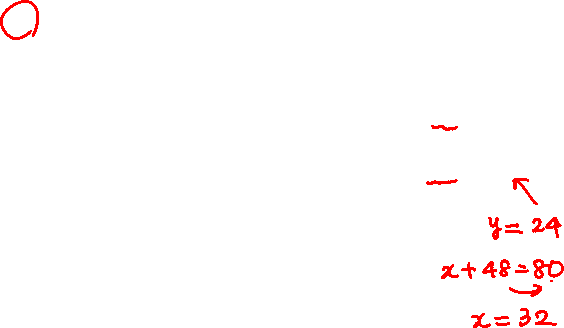 y = 24
x + 48 = 80
x = 32